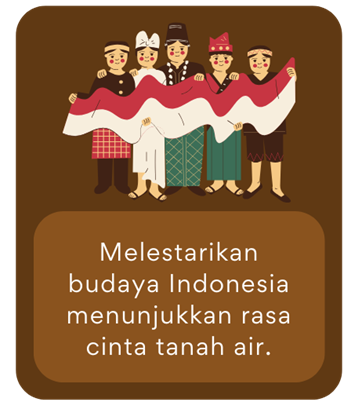 Melestarikan
budaya Indonesia
menunjukkan rasa
cinta tanah air.